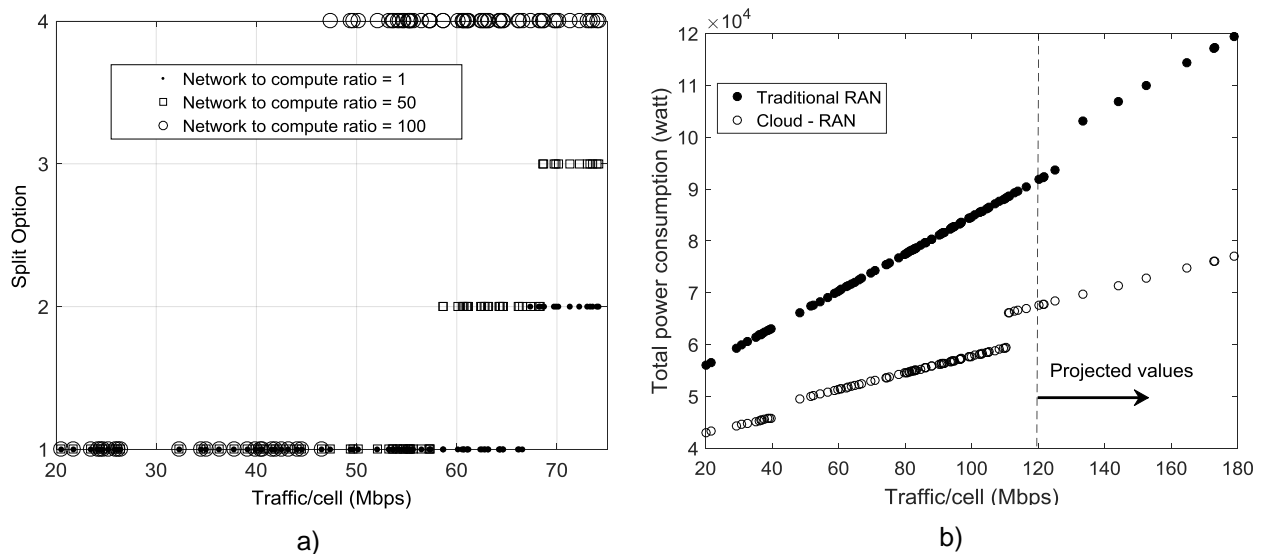 4
3
2
1
Split Option
Network to compute ratio = 1
Network to compute ratio = 50
Network to compute ratio = 100
20 30 40 50 60 70
Traffic/cell (Mbps)
a)
×10⁴
12
11
10
9
8
7
6
5
4
Total power consumption (watt)
Traditional RAN
Cloud - RAN
Projected values
20 40 60 80 100 120 140 160 180
Traffic/cell (Mbps)
b)